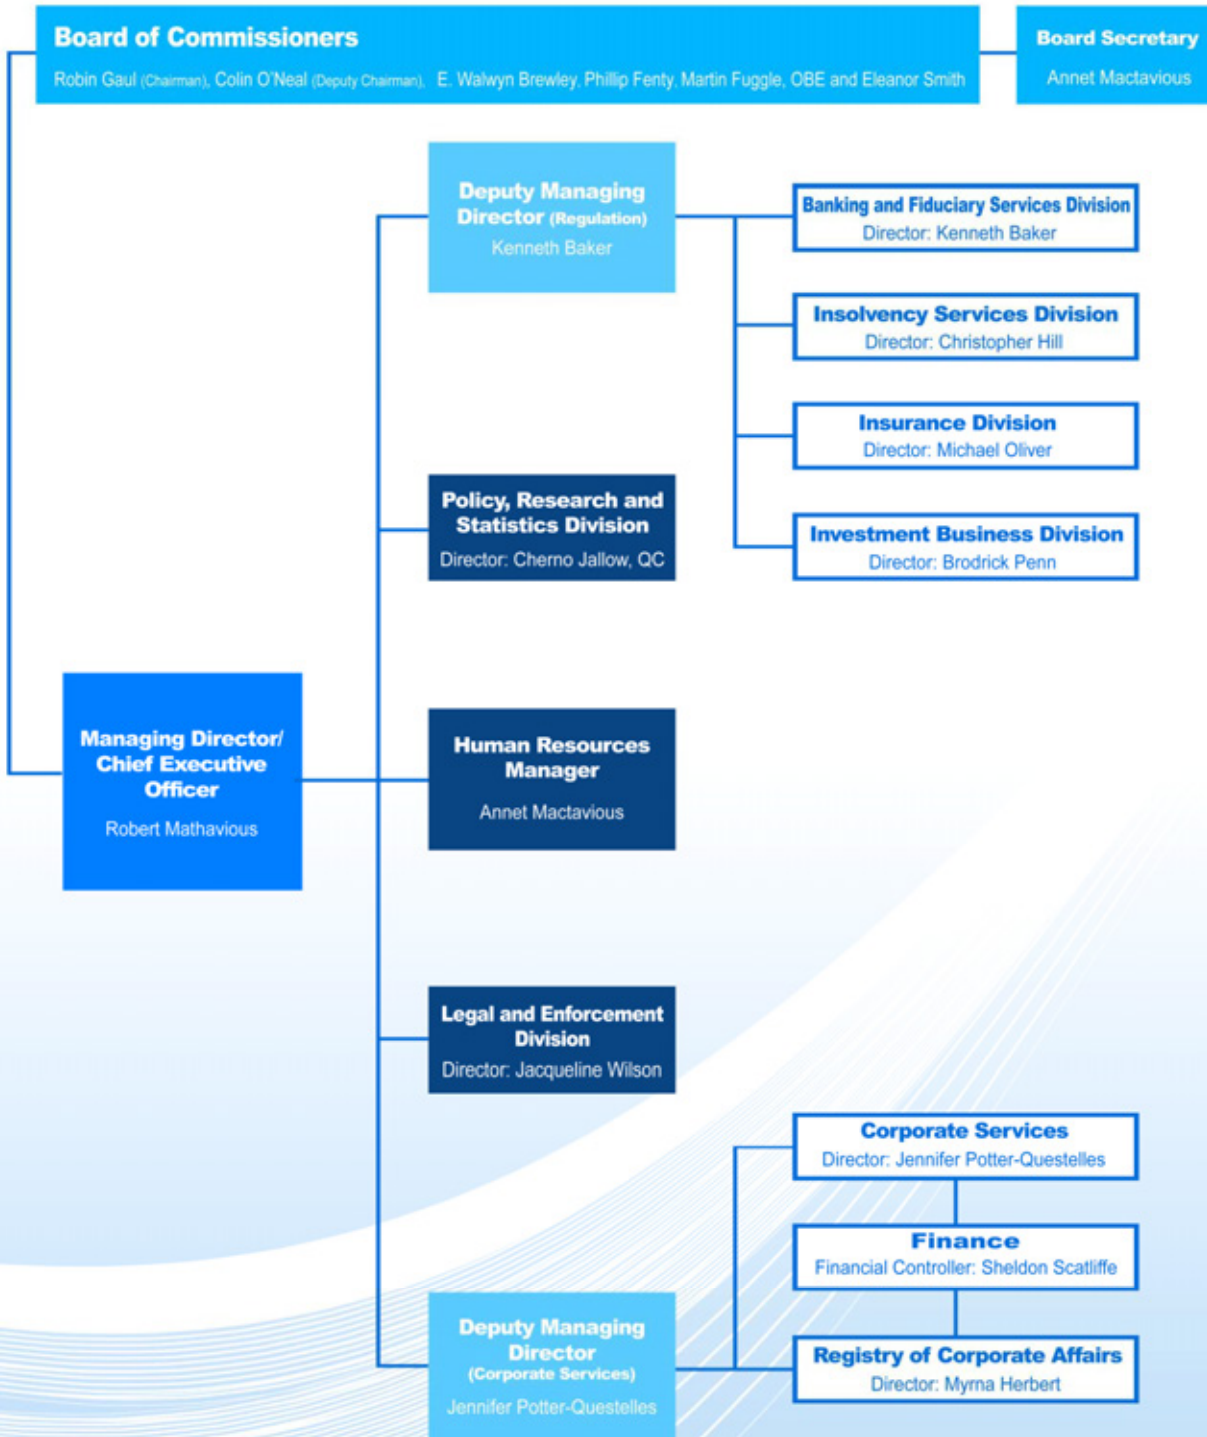 Board of Commissioners
Robin Gaul (Chairman), Colin O'Neal (Deputy Chairman), E. Walwyn Brewley, Phillip Fenty, Martin Fuggle, OBE and Eleanor Smith
Board Secretary
Annet Mactavious
Deputy Managing
Director (Regulation)
Kenneth Baker
Banking and Fiduciary Services Division
Director: Kenneth Baker
Insolvency Services Division
Director: Christopher Hill
Insurance Division
Director: Michael Oliver
Investment Business Division
Director: Brodrick Penn
Policy, Research and
Statistics Division
Director: Cherno Jallow, QC
Managing Director/
Chief Executive
Officer
Robert Mathavious
Human Resources
Manager
Annet Mactavious
Legal and Enforcement
Division
Director: Jacqueline Wilson
Corporate Services
Director: Jennifer Potter-Questelles
Finance
Financial Controller: Sheldon Scatliffe
Registry of Corporate Affairs
Director: Myrna Herbert
Deputy Managing
Director
(Corporate Services)
Jennifer Potter-Questelles